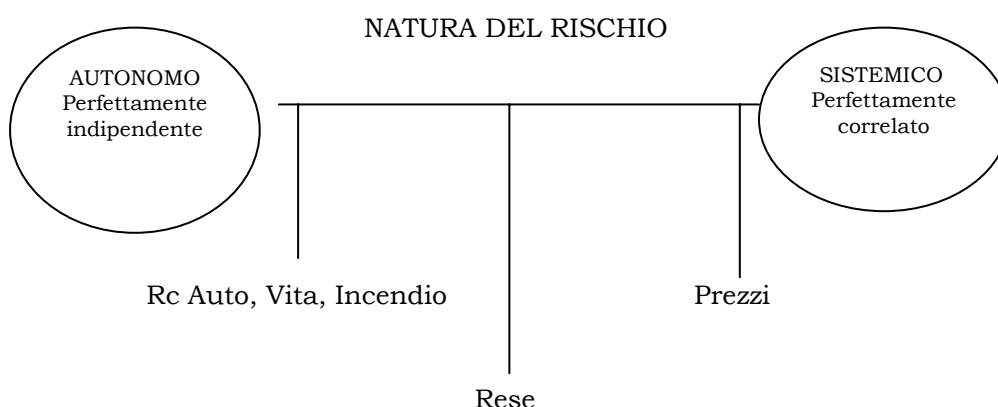 NATURA DEL RISCHIO
AUTONOMO
Perfettamente
indipendente
SISTEMICO
Perfettamente
correlato
Rc Auto, Vita, Incendio
Prezzi
Rese